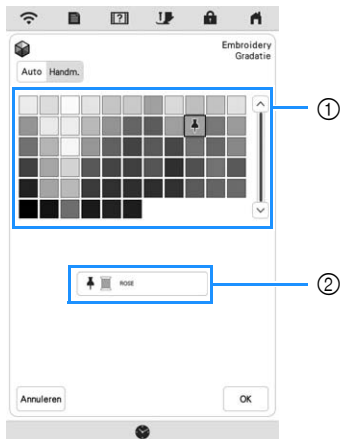 Embroidery
Gradatie
Auto Handm.
①
ROSE
②
Annuleren OK